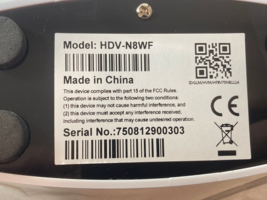 Model: HDV-N8WF
Made in China
This device complies with part 15 of the FCC Rules.
Operation is subject to the following two conditions:
(1) this device may not cause harmful interference, and
(2) this device must accept any interference received,
including interference that may cause undesired operation.
Serial No.:750812900303
CE